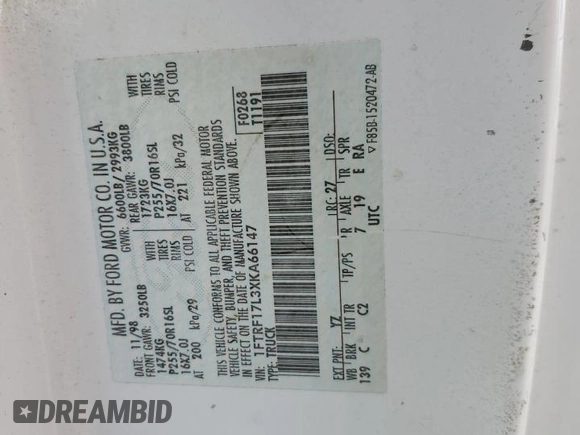 MFD. BY FORD MOTOR CO. IN U.S.A.
DATE: 11/98 GVWR: 6600LB/ 2993KG
FRONT GAWR: 3250LB REAR GAWR: 3800LB
1474KG WITH 1723KG WITH
P255/70R16SL TIRES P255/70R16SL TIRES
16X7.0J RIMS 16X7.0J RIMS
AT 200 kPa/29 PSI COLD AT 221 kPa/32 PSI COLD
THIS VEHICLE CONFORMS TO ALL APPLICABLE FEDERAL MOTOR
VEHICLE SAFETY, BUMPER, AND THEFT PREVENTION STANDARDS
IN EFFECT ON THE DATE OF MANUFACTURE SHOWN ABOVE.
VIN: 1FTRF17L3XKA66147 F0268
TYPE: TRUCK T1191
EXT PNT: YZ RC: 27 DSO:
WB BRK INT TR TP/PS R AXLE TR SPR
139 C C2 7 19 E RA
UTC
F85B-1520472-AB
DREAMBID